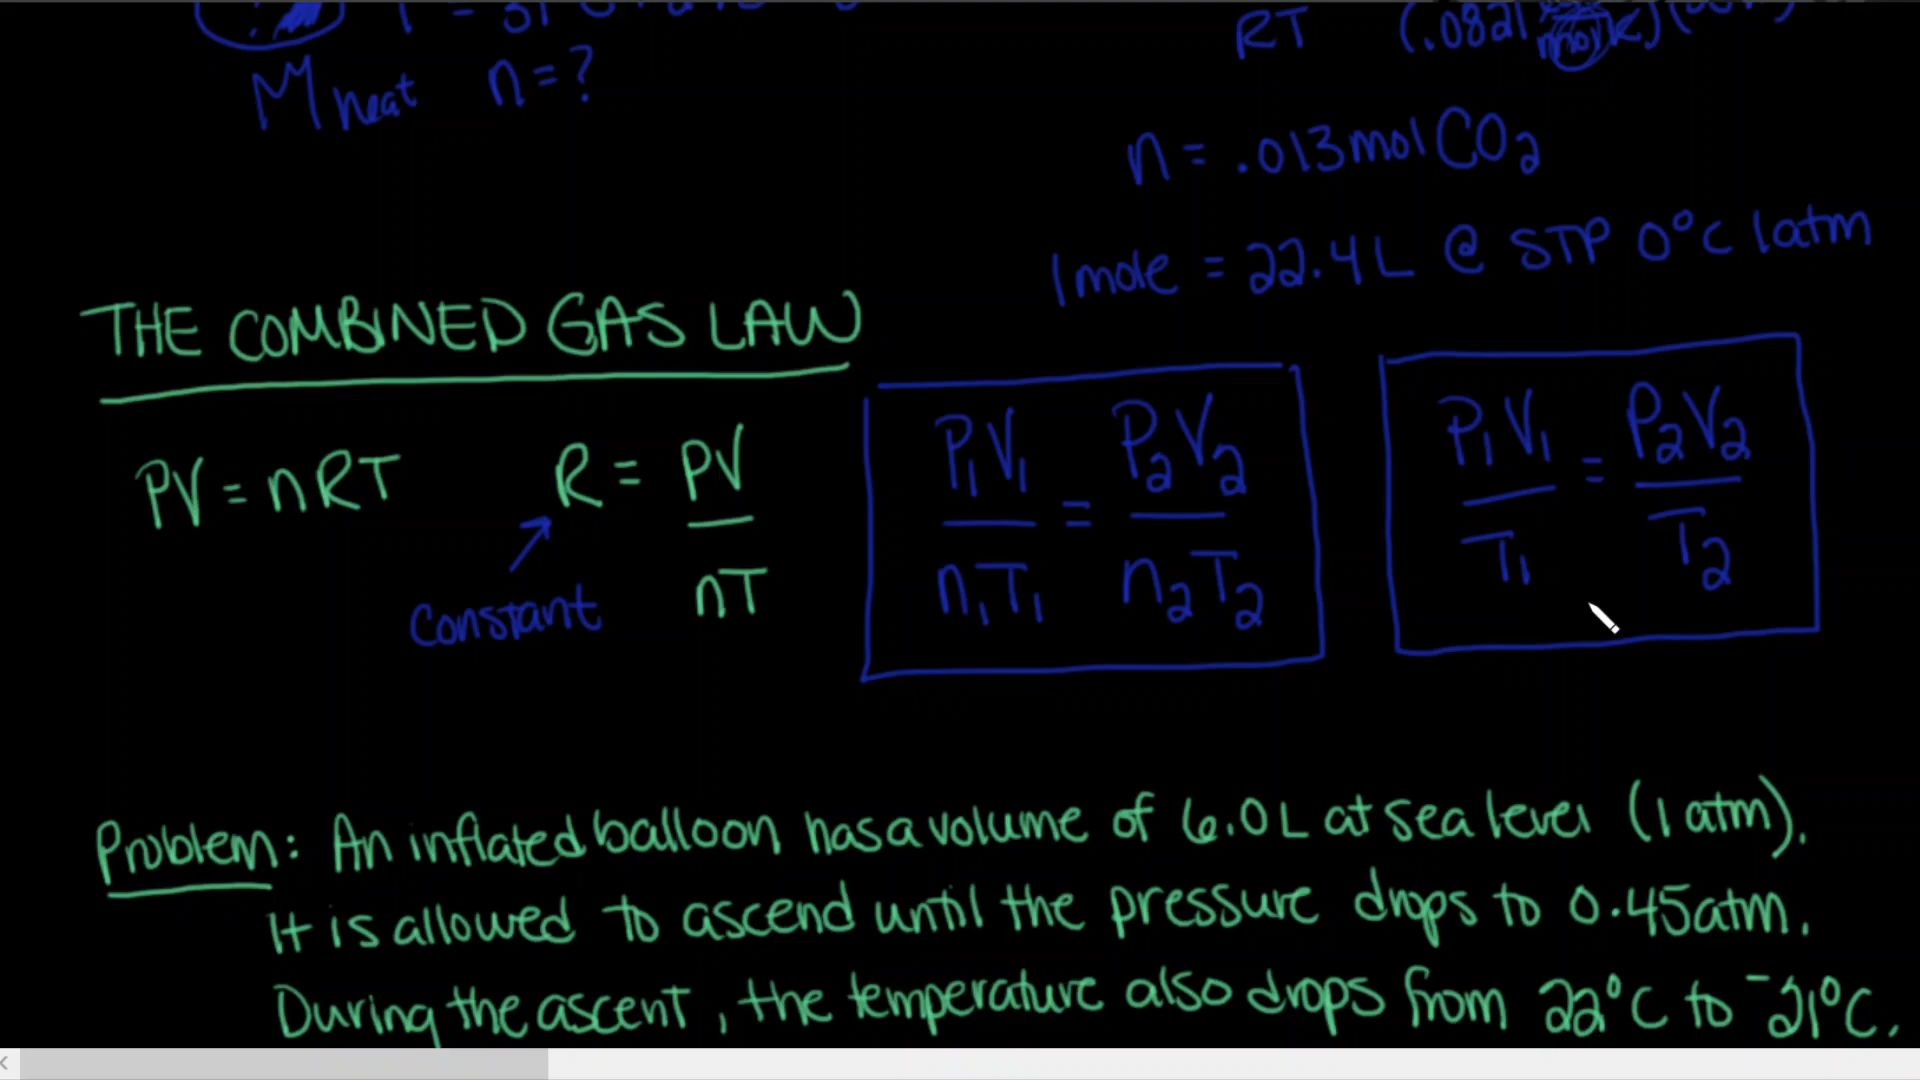 RT (.0821
M heat n=?
n = .013 mol CO₂
1 mole = 22.4 L @ STP 0°C 1atm
THE COMBINED GAS LAW
PV = nRT R = PV/nT P₁V₁/n₁T₁ = P₂V₂/n₂T₂ P₁V₁/T₁ = P₂V₂/T₂
Constant
Problem: An inflated balloon has a volume of 6.0 L at sea level (1 atm).
It is allowed to ascend until the pressure drops to 0.45 atm.
During the ascent, the temperature also drops from 22°C to ⁻21°C.